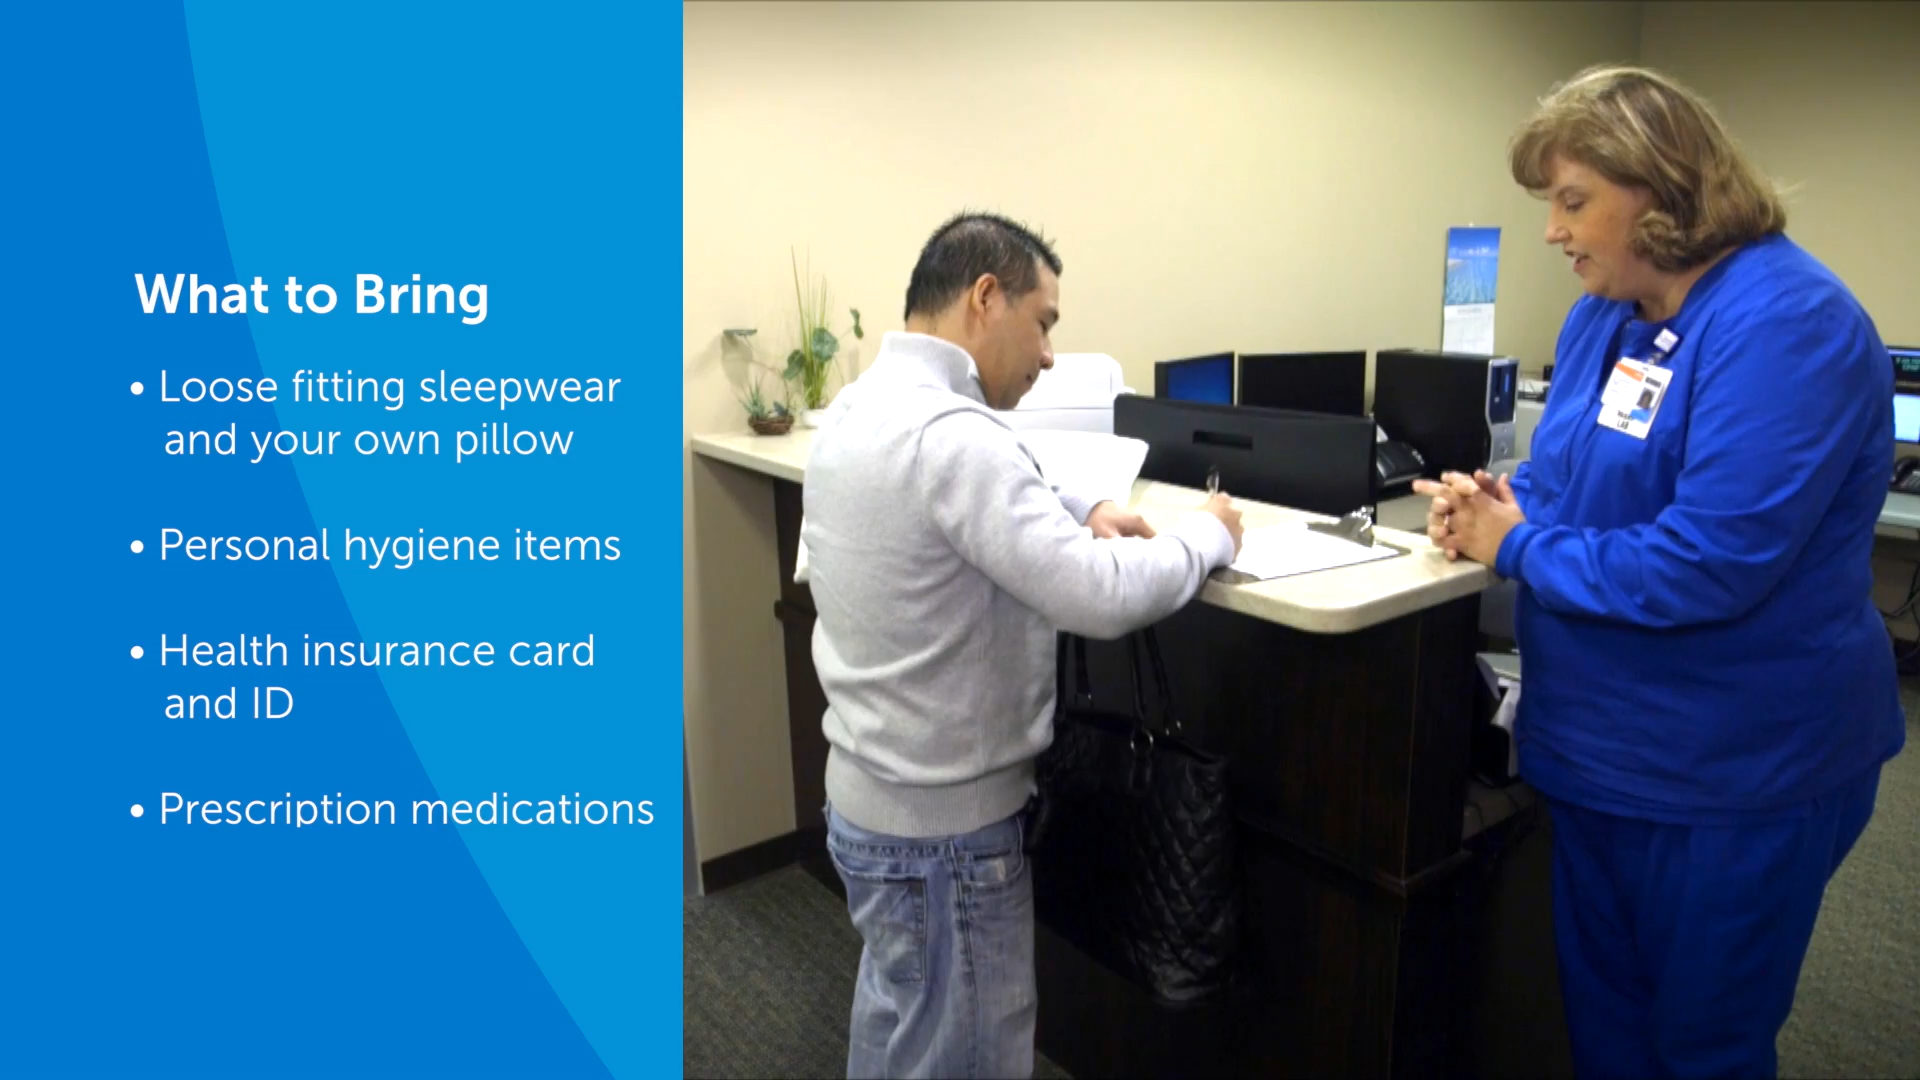 What to Bring
• Loose fitting sleepwear
and your own pillow
• Personal hygiene items
• Health insurance card
and ID
• Prescription medications